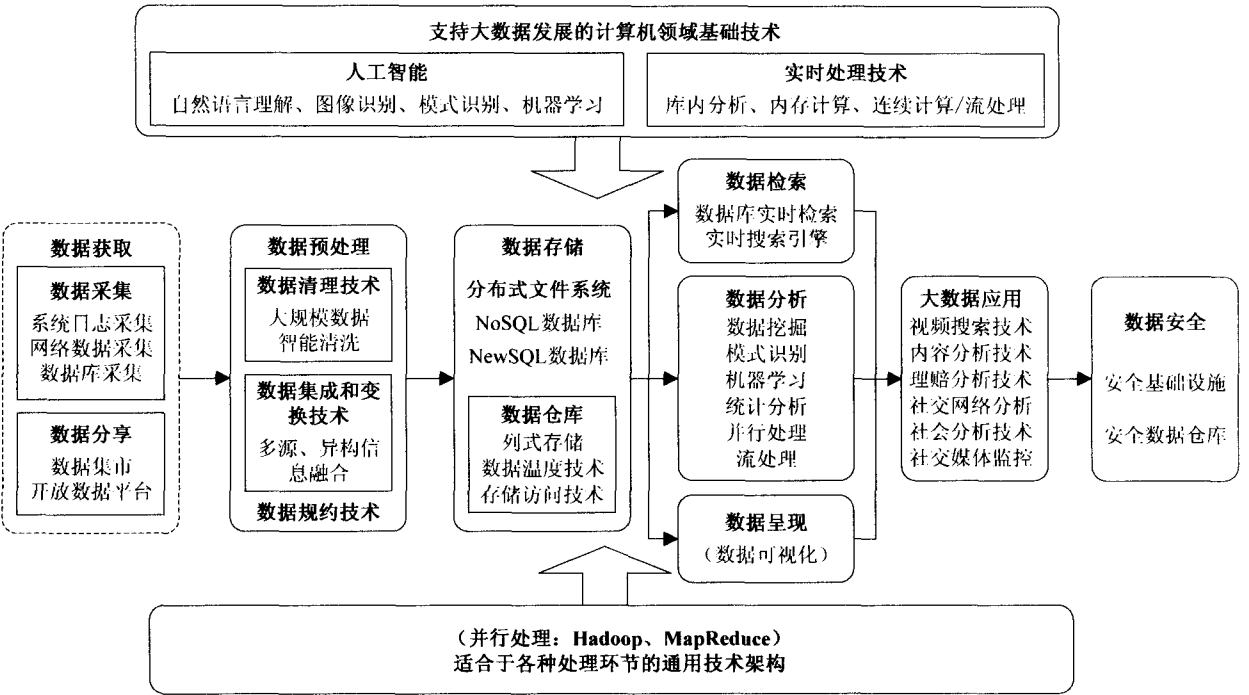 支持大数据发展的计算机领域基础技术
人工智能
自然语言理解、图像识别、模式识别、机器学习
实时处理技术
库内分析、内存计算、连续计算/流处理
数据获取
数据采集
系统日志采集
网络数据采集
数据库采集
数据分享
数据集市
开放数据平台
数据预处理
数据清理技术
大规模数据
智能清洗
数据集成和变
换技术
多源、异构信
息融合
数据规约技术
数据存储
分布式文件系统
NoSQL数据库
NewSQL数据库
数据仓库
列式存储
数据温度技术
存储访问技术
数据检索
数据库实时检索
实时搜索引擎
数据分析
数据挖掘
模式识别
机器学习
统计分析
并行处理
流处理
数据呈现
（数据可视化）
大数据应用
视频搜索技术
内容分析技术
理赔分析技术
社交网络分析
社会分析技术
社交媒体监控
数据安全
安全基础设施
安全数据仓库
（并行处理：Hadoop、MapReduce）
适合于各种处理环节的通用技术架构